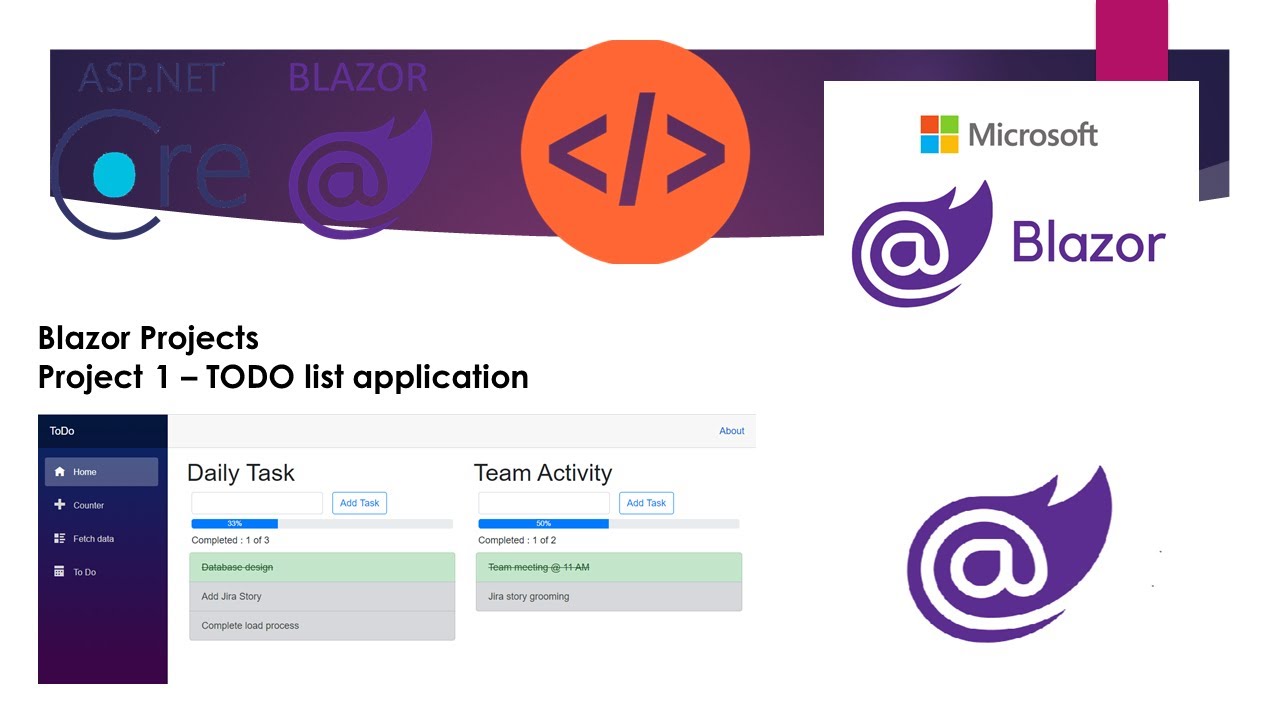 ASP.NET
Core
BLAZOR
@
</>
Microsoft
@ Blazor
Blazor Projects
Project 1 – TODO list application
ToDo
About
Home
Counter
Fetch data
To Do
Daily Task
Add Task
33%
Completed : 1 of 3
Database design
Add Jira Story
Complete load process
Team Activity
Add Task
50%
Completed : 1 of 2
Team meeting @ 11 AM
Jira story grooming
@